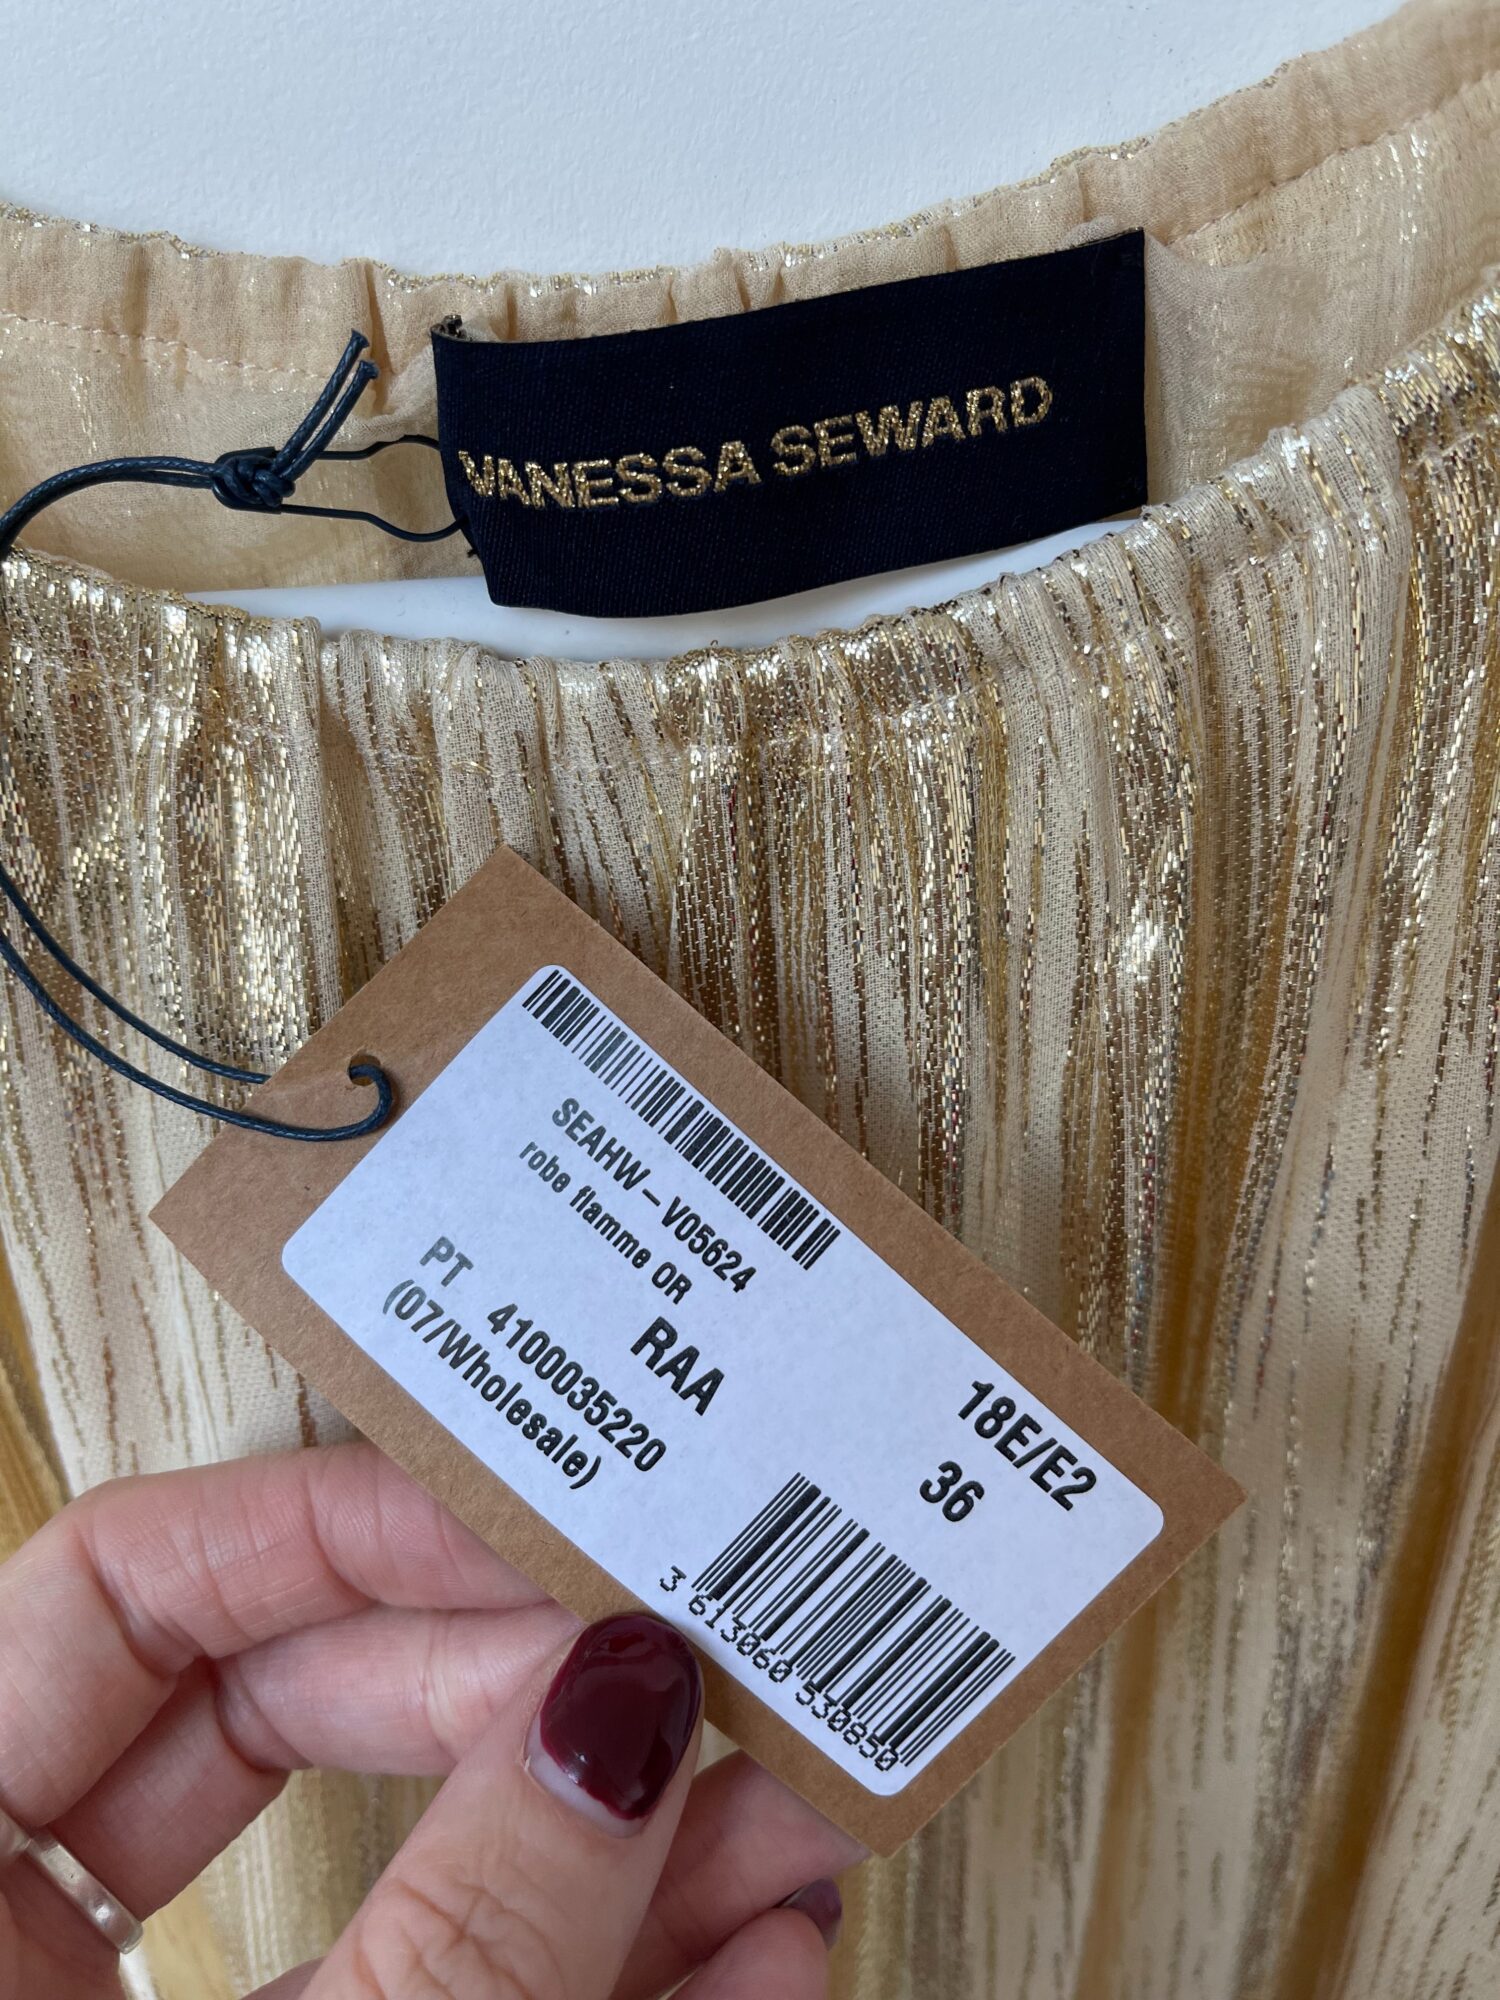 VANESSA SEWARD
SEAHW - V05624
robe flamme OR
RAA
PT 4100035220
(07/Wholesale)
18E/E2
36
3 613060 530850